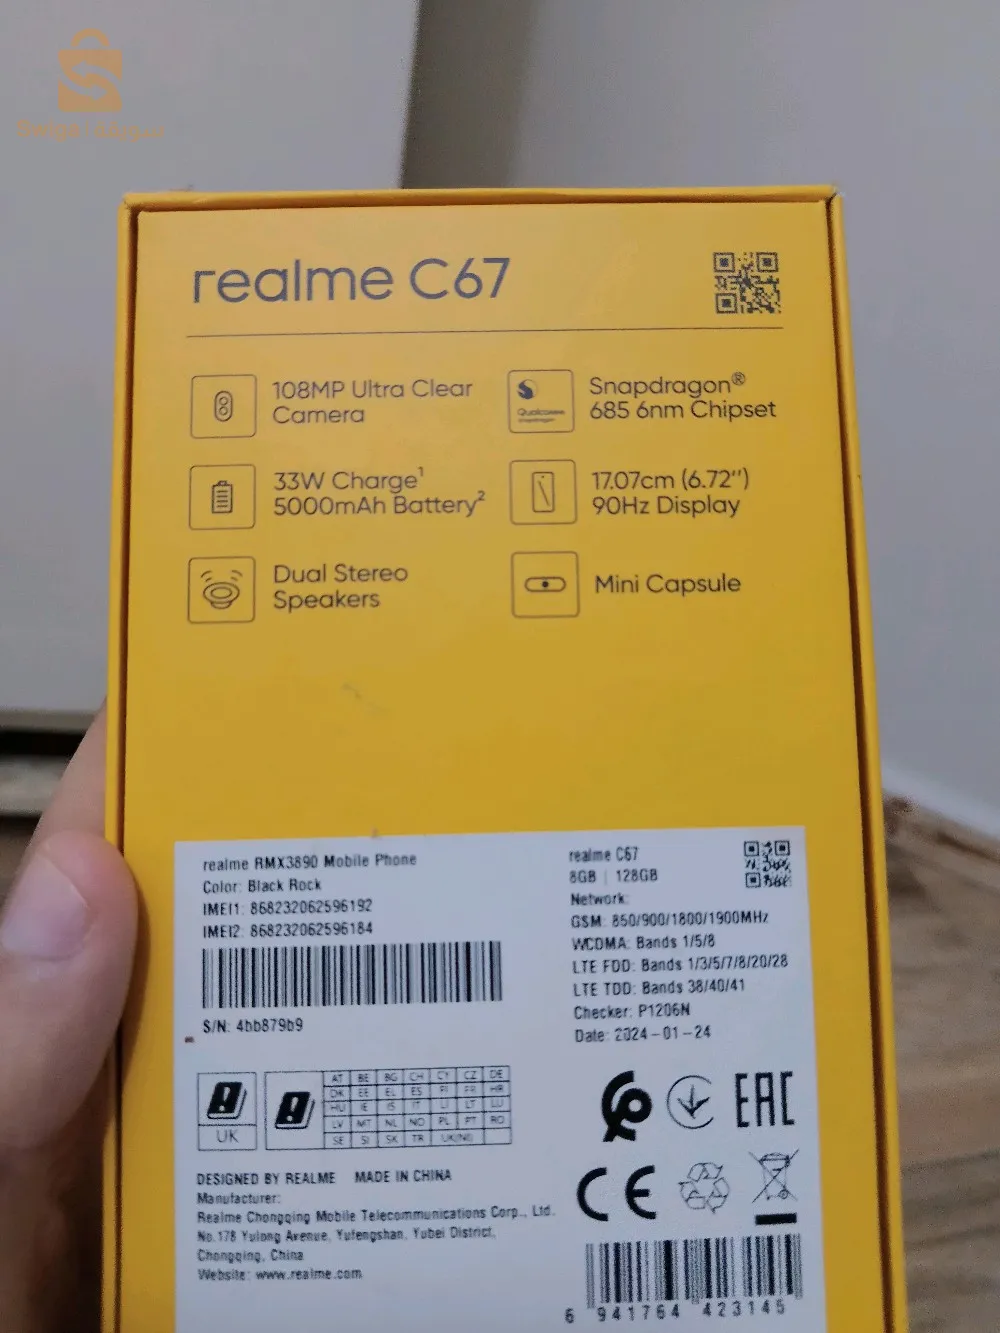 realme C67
108MP Ultra Clear
Camera
Qualcomm
snapdragon
Snapdragon®
685 6nm Chipset
33W Charge¹
5000mAh Battery²
17.07cm (6.72'')
90Hz Display
Dual Stereo
Speakers
Mini Capsule
realme RMX3890 Mobile Phone
Color: Black Rock
IMEI1: 868232062596192
IMEI2: 868232062596184
S/N: 4bb879b9
realme C67
8GB | 128GB
Network:
GSM: 850/900/1800/1900MHz
WCDMA: Bands 1/5/8
LTE FDD: Bands 1/3/5/7/8/20/28
LTE TDD: Bands 38/40/41
Checker: P1206N
Date: 2024-01-24
UK
AT BE BG CH CY CZ DE
DK EE EL ES FI FR HR
HU IE IS IT LI LT LU
LV MT NL NO PL PT RO
SE SI SK TR UK(NI)
EAC
CE
DESIGNED BY REALME MADE IN CHINA
Manufacturer:
Realme Chongqing Mobile Telecommunications Corp., Ltd.
No.178 Yulong Avenue, Yufengshan, Yubei District,
Chongqing, China
Website: www.realme.com
6 941764 423145